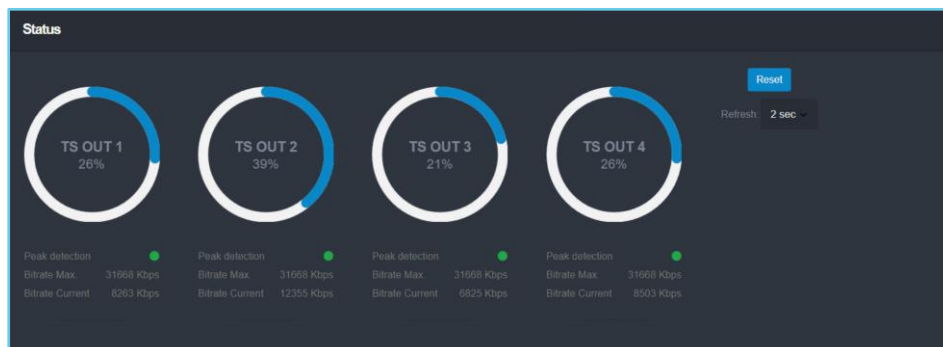 Status
Reset
Refresh: 2 sec
TS OUT 1
26%
TS OUT 2
39%
TS OUT 3
21%
TS OUT 4
26%
Peak detection
Bitrate Max. 31668 Kbps
Bitrate Current 8263 Kbps
Peak detection
Bitrate Max. 31668 Kbps
Bitrate Current 12355 Kbps
Peak detection
Bitrate Max. 31668 Kbps
Bitrate Current 6825 Kbps
Peak detection
Bitrate Max. 31668 Kbps
Bitrate Current 8503 Kbps